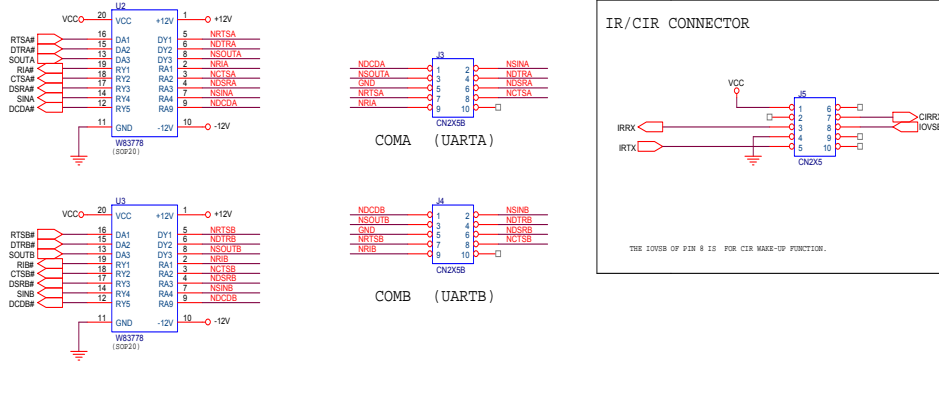 U2
VCC 20 VCC +12V 1 +12V
RTSA# 16 DA1 DY1 5 NRTSA
DTRA# 15 DA2 DY2 6 NDTRA
SOUTA 13 DA3 DY3 8 NSOUTA
RIA# 19 RY1 RA1 2 NRIA
CTSA# 18 RY2 RA2 3 NCTSA
DSRA# 17 RY3 RA3 4 NDSRA
SINA 14 RY4 RA4 7 NSINA
DCDA# 12 RY5 RA9 9 NDCDA
11 GND -12V 10 -12V
W83778
(SOP20)
J3
NDCDA 1 2 NSINA
NSOUTA 3 4 NDTRA
GND 5 6 NDSRA
NRTSA 7 8 NCTSA
NRIA 9 10
CN2X5B
COMA (UARTA)
IR/CIR CONNECTOR
VCC
J5
1 6
2 7 CIRRX
IRRX 3 8 IOVSB
4 9
IRTX 5 10
CN2X5
THE IOVSB OF PIN 8 IS FOR CIR WAKE-UP FUNCTION.
U3
VCC 20 VCC +12V 1 +12V
RTSB# 16 DA1 DY1 5 NRTSB
DTRB# 15 DA2 DY2 6 NDTRB
SOUTB 13 DA3 DY3 8 NSOUTB
RIB# 19 RY1 RA1 2 NRIB
CTSB# 18 RY2 RA2 3 NCTSB
DSRB# 17 RY3 RA3 4 NDSRB
SINB 14 RY4 RA4 7 NSINB
DCDB# 12 RY5 RA9 9 NDCDB
11 GND -12V 10 -12V
W83778
(SOP20)
J4
NDCDB 1 2 NSINB
NSOUTB 3 4 NDTRB
GND 5 6 NDSRB
NRTSB 7 8 NCTSB
NRIB 9 10
CN2X5B
COMB (UARTB)